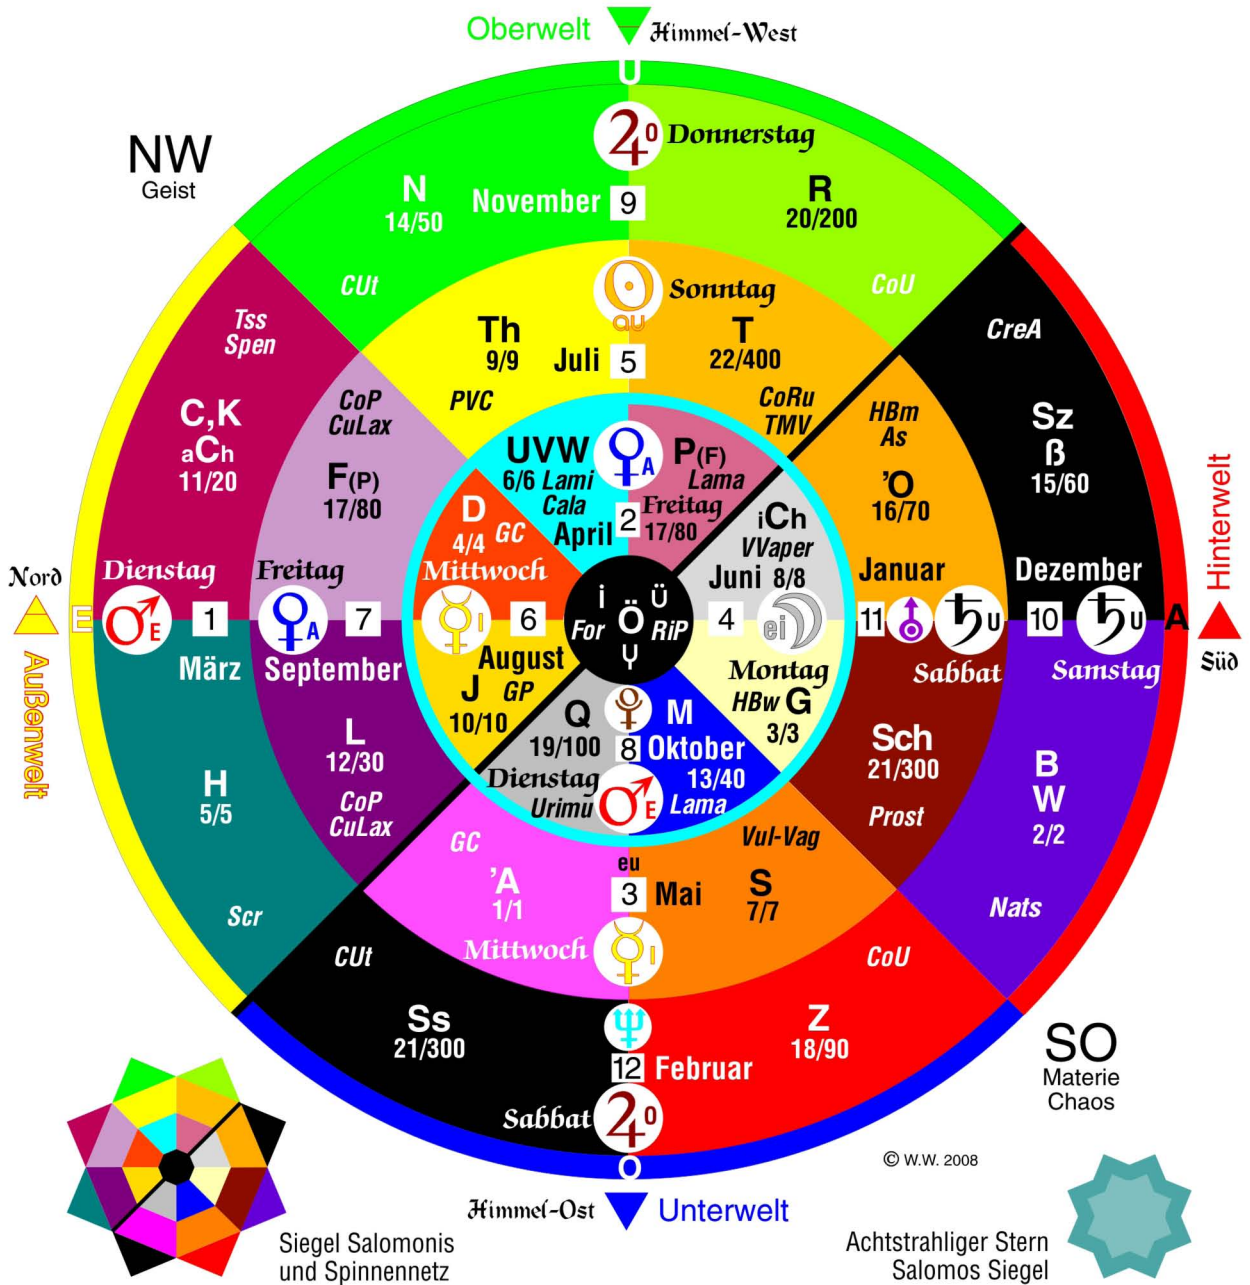 Oberwelt
Himmel-West
U
NW
Geist
o
Donnerstag
N
14/50
November
9
R
20/200
CUt
CoU
au
Sonntag
Tss
Spen
Th
9/9
Juli
5
T
22/400
CreA
C,K
aCh
11/20
CoP
CuLax
PVC
CoRu
TMV
HBm
As
Sz
ß
15/60
F(P)
17/80
UVW
6/6 Lami
Cala
April
2
A
P(F)
Lama
Freitag
17/80
'O
16/70
D
4/4
GC
Mittwoch
iCh
VVaper
Juni 8/8
Januar
Dezember
Hinterwelt
Nord
Dienstag
Freitag
E
E
1
A
7
I
6
i
Ü
For
Ö
RiP
Y
4
ei
11
U
10
U
A
Süd
Außenwelt
März
September
August
J
GP
10/10
Montag
HBw G
3/3
Sabbat
Samstag
Q
19/100
Dienstag
Urimu
8
E
M
Oktober
13/40
Lama
H
5/5
L
12/30
CoP
CuLax
Sch
21/300
Prost
B
W
2/2
Scr
GC
'A
1/1
Mittwoch
eu
3
Mai
I
Vul-Vag
S
7/7
Nats
CUt
CoU
Ss
21/300
Z
18/90
12
Februar
Sabbat
o
O
SO
Materie
Chaos
© W.W. 2008
Himmel-Ost
Unterwelt
Siegel Salomonis
und Spinnennetz
Achtstrahliger Stern
Salomos Siegel